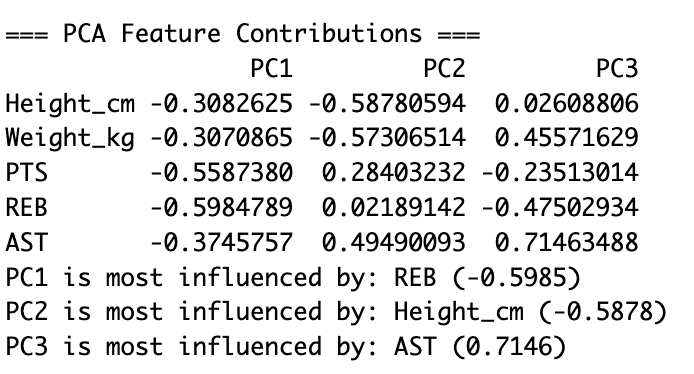 === PCA Feature Contributions ===
PC1 PC2 PC3
Height_cm -0.3082625 -0.58780594 0.02608806
Weight_kg -0.3070865 -0.57306514 0.45571629
PTS -0.5587380 0.28403232 -0.23513014
REB -0.5984789 0.02189142 -0.47502934
AST -0.3745757 0.49490093 0.71463488
PC1 is most influenced by: REB (-0.5985)
PC2 is most influenced by: Height_cm (-0.5878)
PC3 is most influenced by: AST (0.7146)